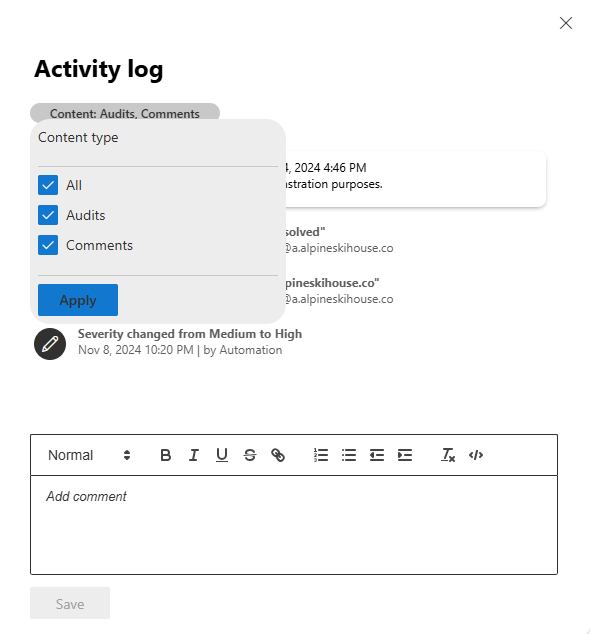 Activity log
Content: Audits, Comments
Content type
All
Audits
Comments
Apply
4, 2024 4:46 PM
stration purposes.
solved"
@a.alpineskihouse.co
pineskihouse.co"
@a.alpineskihouse.co
Severity changed from Medium to High
Nov 8, 2024 10:20 PM | by Automation
Normal
Add comment
Save